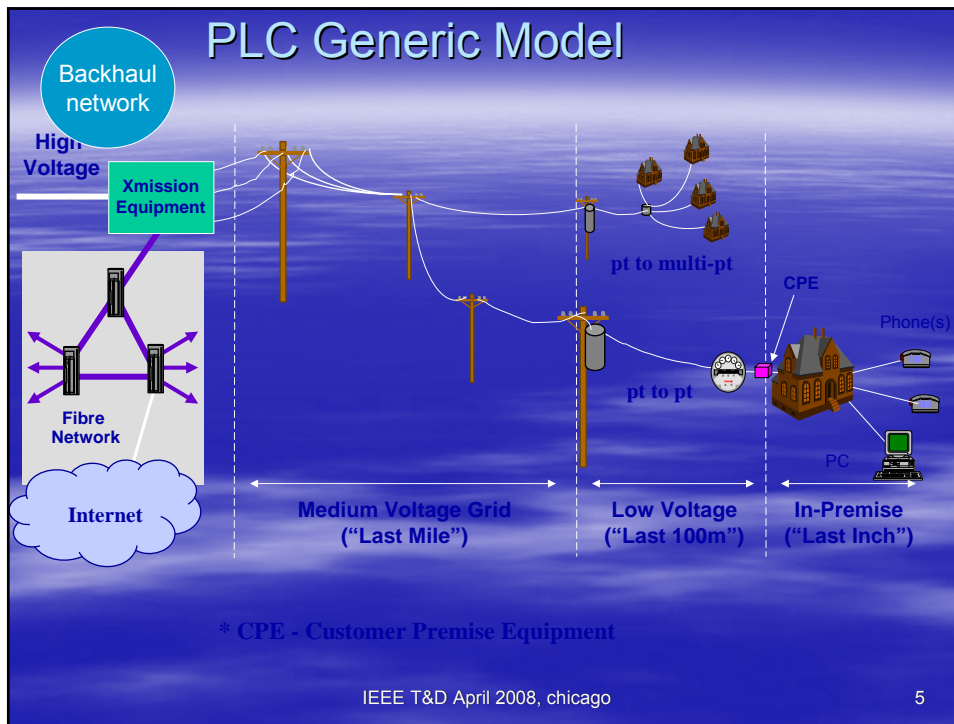 PLC Generic Model
Backhaul
network
High
Voltage
Xmission
Equipment
pt to multi-pt
CPE
Phone(s)
pt to pt
Fibre
Network
PC
Internet
Medium Voltage Grid
(“Last Mile”)
Low Voltage
(“Last 100m”)
In-Premise
(“Last Inch”)
* CPE - Customer Premise Equipment
IEEE T&D April 2008, chicago
5